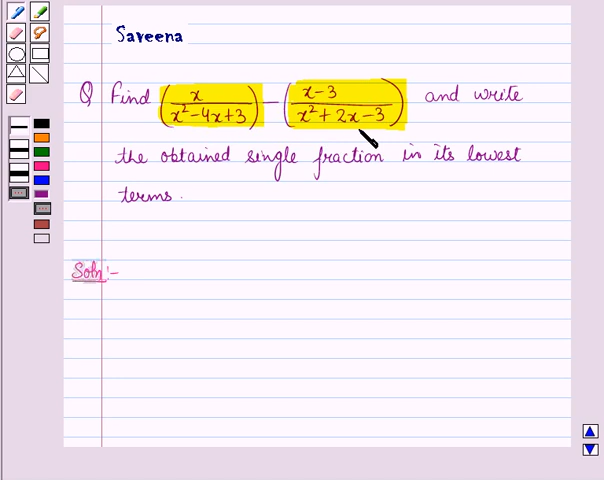 Saveena
Q Find (x/(x²-4x+3)) - ((x-3)/(x²+2x-3)) and write
the obtained single fraction in its lowest
terms.
Soln:-